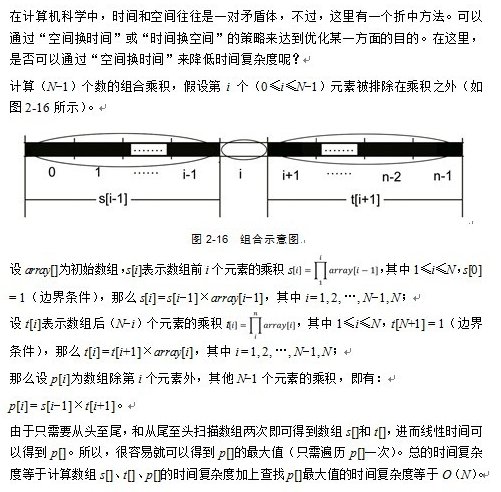 在计算机科学中，时间和空间往往是一对矛盾体，不过，这里有一个折中方法。可以
通过“空间换时间”或“时间换空间”的策略来达到优化某一方面的目的。在这里，
是否可以通过“空间换时间”来降低时间复杂度呢？
计算（N-1）个数的组合乘积，假设第 i 个（0≤i≤N-1）元素被排除在乘积之外（如
图2-16 所示）。
…… ……
0 1 …… i-1 i i+1 …… n-2 n-1
s[i-1] t[i+1]
图 2-16 组合示意图
设 array[]为初始数组，s[i]表示数组前 i 个元素的乘积 s[i] = ∏_1^i array[i-1]，其中 1≤i≤N，s[0]
= 1（边界条件），那么 s[i] = s[i-1]×array[i-1]，其中 i = 1, 2, …, N-1, N；
设 t[i]表示数组后（N-i）个元素的乘积 t[i] = ∏_i^n array[i]，其中 1≤i≤N，t[N+1] = 1（边界
条件），那么 t[i] = t[i+1]×array[i]，其中 i = 1, 2, …, N-1, N；
那么设 p[i]为数组除第 i 个元素外，其他 N-1 个元素的乘积，即有：
p[i] = s[i-1]×t[i+1]。
由于只需要从头至尾，和从尾至头扫描数组两次即可得到数组 s[]和 t[]，进而线性时间可
以得到 p[]。所以，很容易就可以得到 p[]的最大值（只需遍历 p[]一次）。总的时间复杂
度等于计算数组 s[]、t[]、p[]的时间复杂度加上查找 p[]最大值的时间复杂度等于 O（N）。